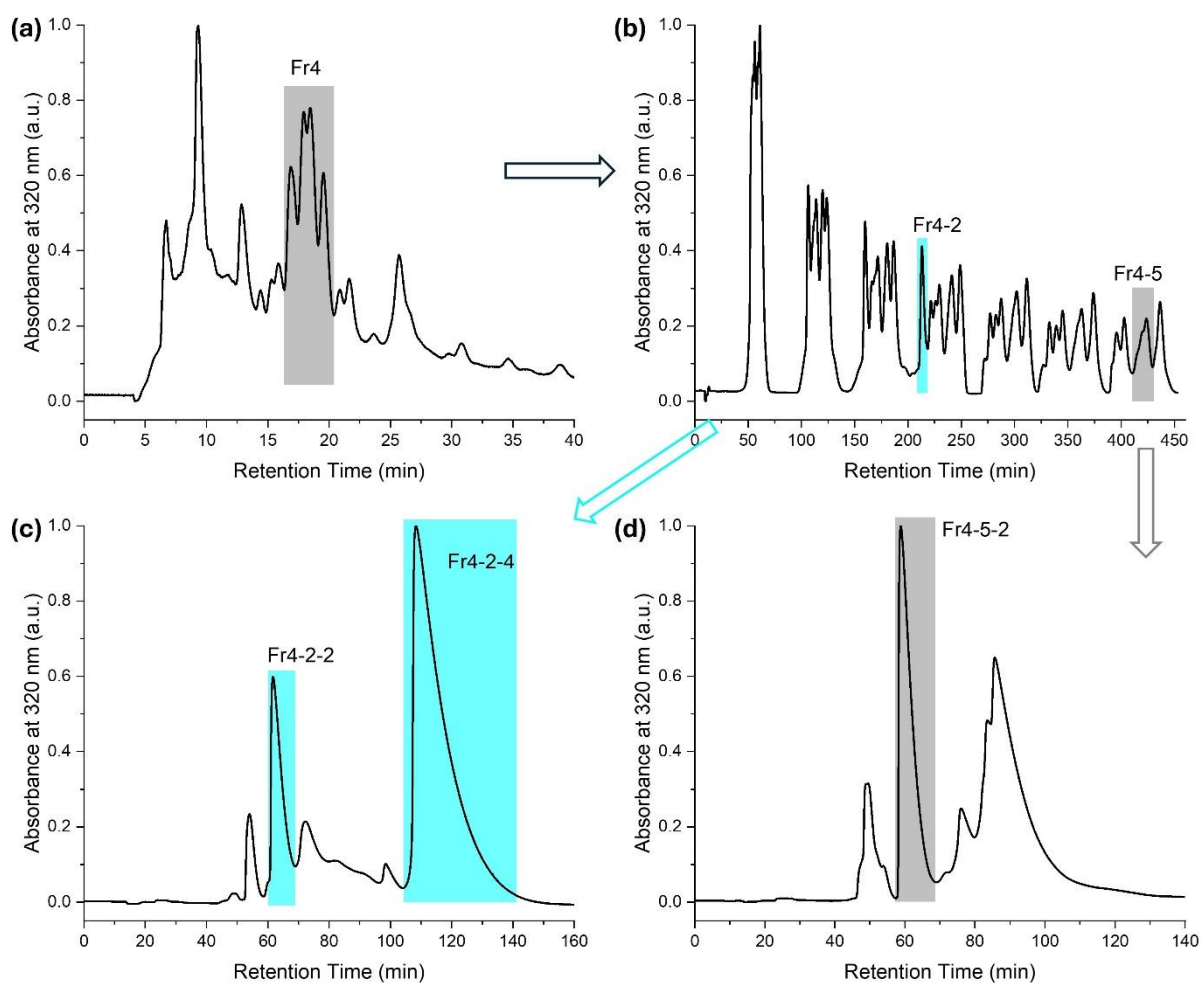 (a)
Fr4
1.0
0.8
0.6
0.4
0.2
0.0
Absorbance at 320 nm (a.u.)
0 5 10 15 20 25 30 35 40
Retention Time (min)
(b)
Fr4-2
Fr4-5
1.0
0.8
0.6
0.4
0.2
0.0
Absorbance at 320 nm (a.u.)
0 50 100 150 200 250 300 350 400 450
Retention Time (min)
(c)
Fr4-2-4
Fr4-2-2
1.0
0.8
0.6
0.4
0.2
0.0
Absorbance at 320 nm (a.u.)
0 20 40 60 80 100 120 140 160
Retention Time (min)
(d)
Fr4-5-2
1.0
0.8
0.6
0.4
0.2
0.0
Absorbance at 320 nm (a.u.)
0 20 40 60 80 100 120 140
Retention Time (min)